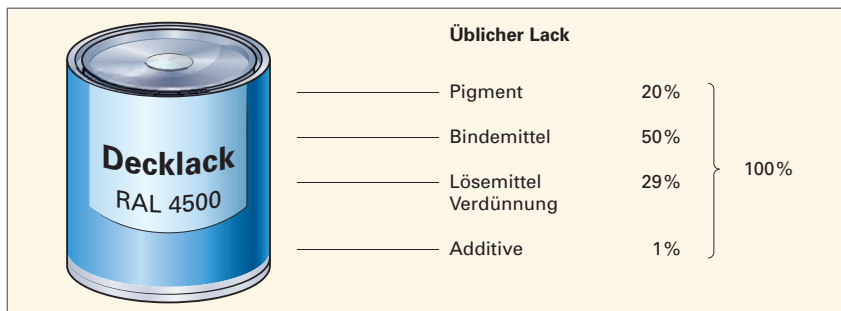 Üblicher Lack
Decklack
RAL 4500
Pigment 20%
Bindemittel 50%
Lösemittel 29%
Verdünnung
Additive 1%
100%